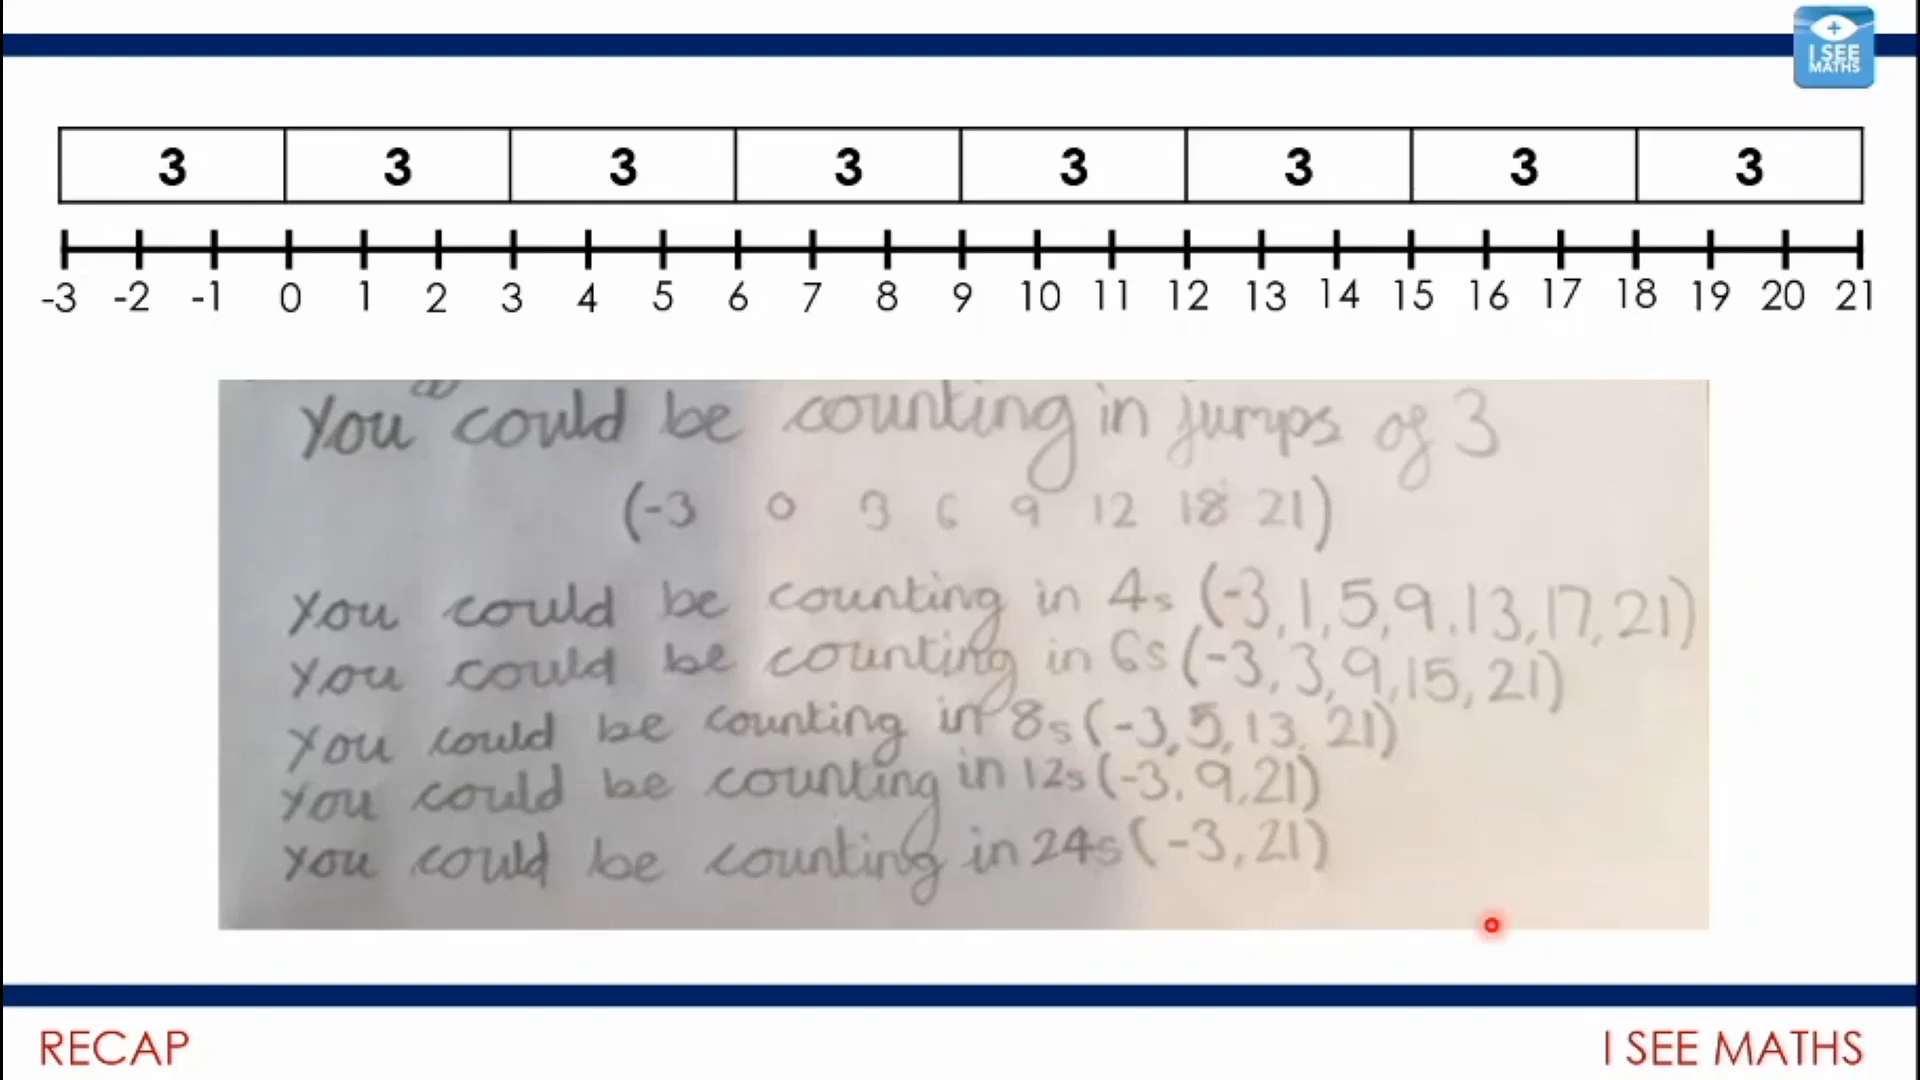 I SEE
MATHS
3 3 3 3 3 3 3 3
-3 -2 -1 0 1 2 3 4 5 6 7 8 9 10 11 12 13 14 15 16 17 18 19 20 21
You could be counting in jumps of 3
(-3 0 3 6 9 12 18 21)
You could be counting in 4s (-3,1,5,9,13,17,21)
You could be counting in 6s (-3,3,9,15,21)
You could be counting in 8s (-3,5,13,21)
You could be counting in 12s (-3,9,21)
You could be counting in 24s (-3,21)
RECAP I SEE MATHS